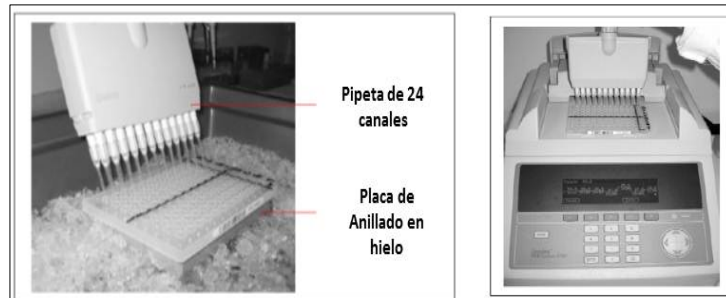 Pipeta de 24
canales
Placa de
Anillado en
hielo